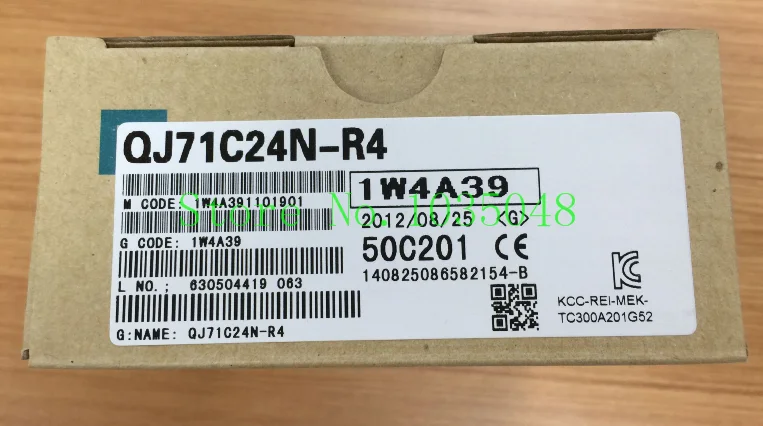 QJ71C24N-R4
1W4A39
M CODE: 1W4A391101901
2012/08/25 <G>
Store No. 1035048
G CODE: 1W4A39
50C201 CE
L NO.; 630504419 063
140825086582154-B
G:NAME: QJ71C24N-R4
KCC-REI-MEK-
TC300A201G52